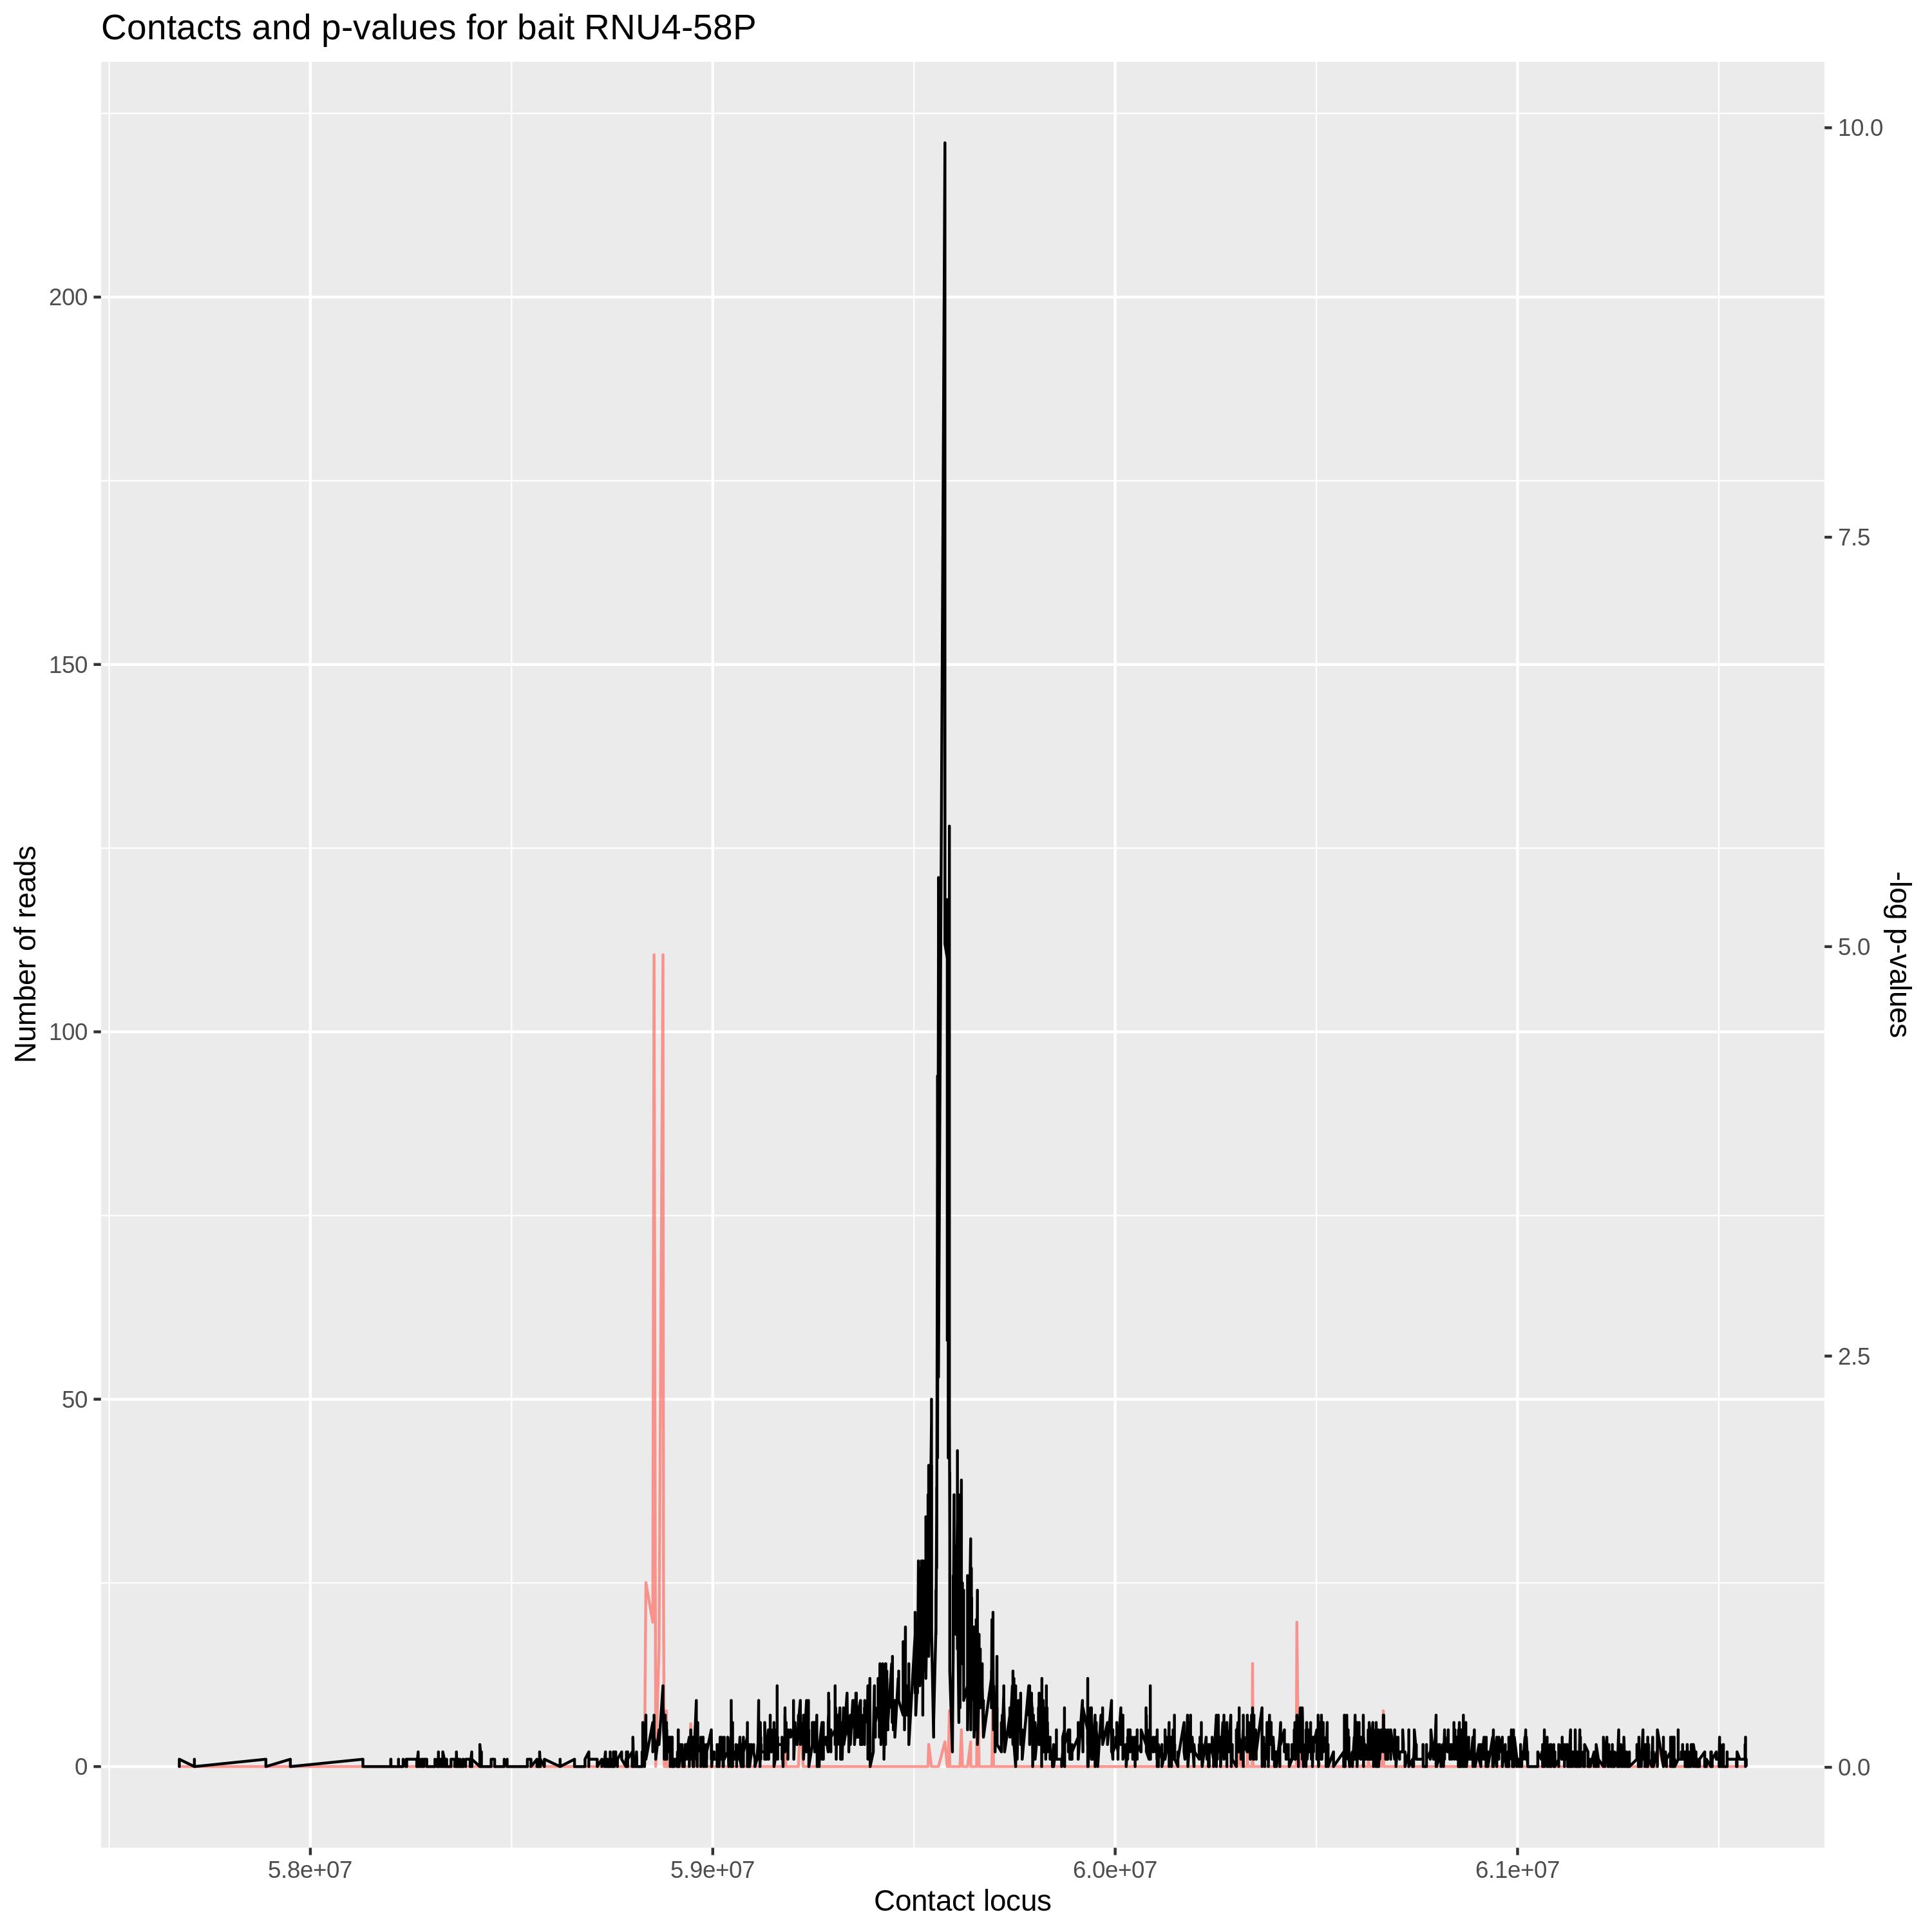 Contacts and p-values for bait RNU4-58P
200
150
100
50
0
Number of reads
10.0
7.5
5.0
2.5
0.0
-log p-values
5.8e+07
5.9e+07
6.0e+07
6.1e+07
Contact locus